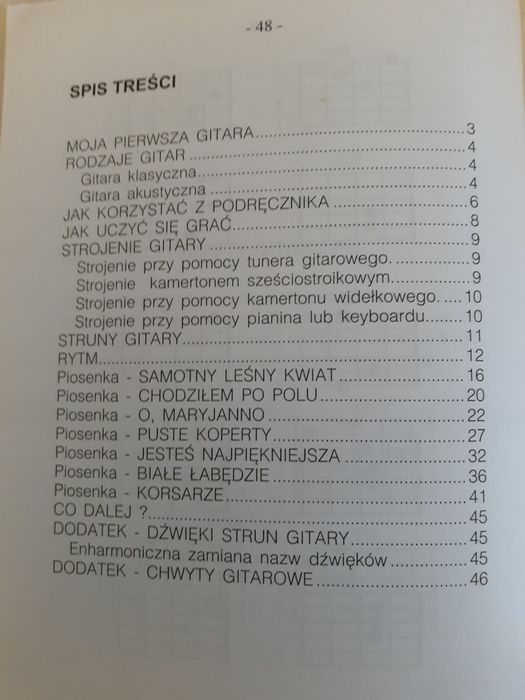 - 48 -
SPIS TREŚCI
MOJA PIERWSZA GITARA.......................................3
RODZAJE GITAR ...................................................4
Gitara klasyczna....................................................4
Gitara akustyczna .................................................4
JAK KORZYSTAĆ Z PODRĘCZNIKA .........................6
JAK UCZYĆ SIĘ GRAĆ...........................................8
STROJENIE GITARY ..............................................9
Strojenie przy pomocy tunera gitarowego. ..............9
Strojenie kamertonem sześciostroikowym...............9
Strojenie przy pomocy kamertonu widełkowego. ....10
Strojenie przy pomocy pianina lub keyboardu........10
STRUNY GITARY..................................................11
RYTM..................................................................12
Piosenka - SAMOTNY LEŚNY KWIAT......................16
Piosenka - CHODZIŁEM PO POLU..........................20
Piosenka - O, MARYJANNO ..................................22
Piosenka - PUSTE KOPERTY.................................27
Piosenka - JESTEŚ NAJPIĘKNIEJSZA .....................32
Piosenka - BIAŁE ŁABĘDZIE..................................36
Piosenka - KORSARZE..........................................41
CO DALEJ ?.........................................................45
DODATEK - DŹWIĘKI STRUN GITARY.....................45
Enharmoniczna zamiana nazw dźwięków ..............45
DODATEK - CHWYTY GITAROWE..........................46